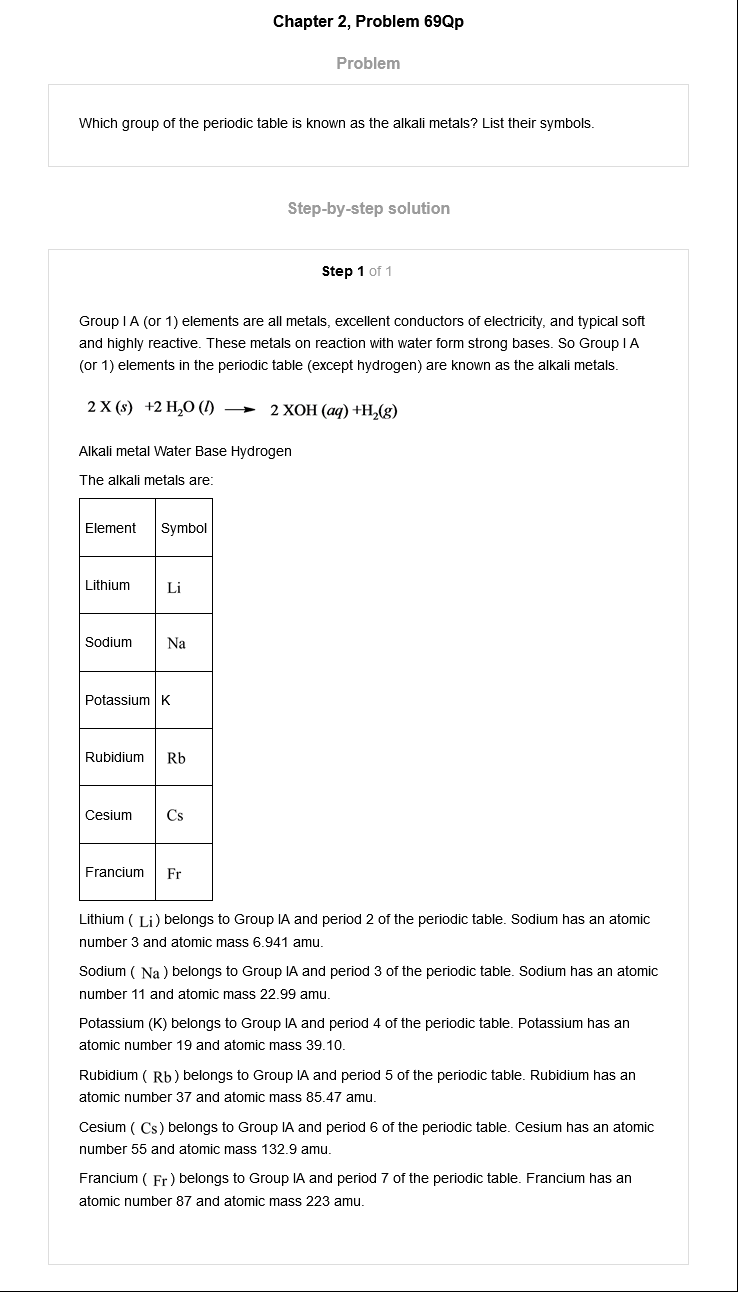 Chapter 2, Problem 69Qp
Problem
Which group of the periodic table is known as the alkali metals? List their symbols.
Step-by-step solution
Step 1 of 1
Group I A (or 1) elements are all metals, excellent conductors of electricity, and typical soft
and highly reactive. These metals on reaction with water form strong bases. So Group I A
(or 1) elements in the periodic table (except hydrogen) are known as the alkali metals.
2 X (s) +2 H₂O (l) ⟶ 2 XOH (aq) +H₂(g)
Alkali metal Water Base Hydrogen
The alkali metals are:
Element Symbol
Lithium Li
Sodium Na
Potassium K
Rubidium Rb
Cesium Cs
Francium Fr
Lithium ( Li) belongs to Group IA and period 2 of the periodic table. Sodium has an atomic
number 3 and atomic mass 6.941 amu.
Sodium ( Na ) belongs to Group IA and period 3 of the periodic table. Sodium has an atomic
number 11 and atomic mass 22.99 amu.
Potassium (K) belongs to Group IA and period 4 of the periodic table. Potassium has an
atomic number 19 and atomic mass 39.10.
Rubidium ( Rb ) belongs to Group IA and period 5 of the periodic table. Rubidium has an
atomic number 37 and atomic mass 85.47 amu.
Cesium ( Cs ) belongs to Group IA and period 6 of the periodic table. Cesium has an atomic
number 55 and atomic mass 132.9 amu.
Francium ( Fr ) belongs to Group IA and period 7 of the periodic table. Francium has an
atomic number 87 and atomic mass 223 amu.